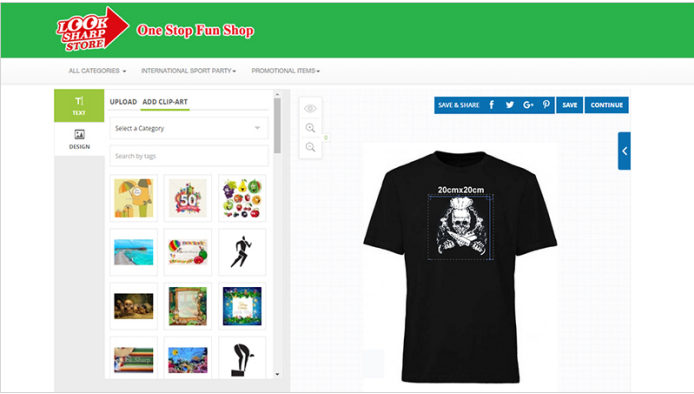 LOOK
SHARP
STORE
One Stop Fun Shop
ALL CATEGORIES
INTERNATIONAL SPORT PARTY
PROMOTIONAL ITEMS
T|
TEXT
DESIGN
UPLOAD ADD CLIP-ART
Select a Category
Search by tags
50
0
SAVE & SHARE f G+ SAVE CONTINUE
20cmx20cm